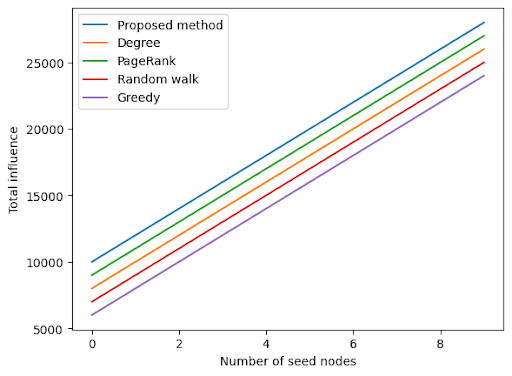 Proposed method
Degree
PageRank
Random walk
Greedy
Total influence
25000
20000
15000
10000
5000
0 2 4 6 8
Number of seed nodes